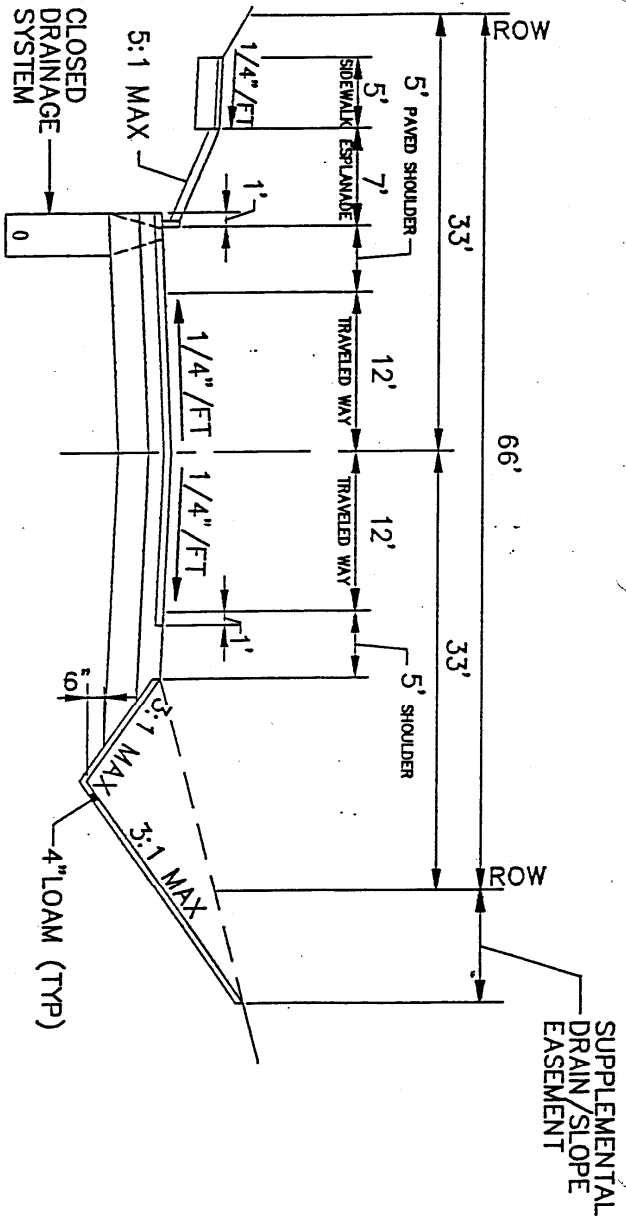 SUPPLEMENTAL
DRAIN/SLOPE
EASEMENT
ROW
66'
ROW
33'
33'
5' PAVED SHOULDER
5' SHOULDER
5'
7'
12'
12'
SIDEWALK
ESPLANADE
TRAVELED WAY
TRAVELED WAY
1/4"/FT
1'
1'
5:1 MAX
1/4"/FT
1/4"/FT
CLOSED
DRAINAGE
SYSTEM
0
6"
3:1 MAX
3:1 MAX
4"LOAM (TYP)